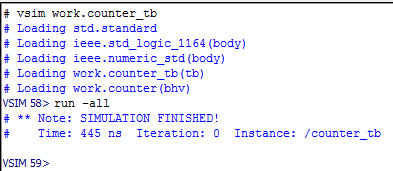 # vsim work.counter_tb
# Loading std.standard
# Loading ieee.std_logic_1164(body)
# Loading ieee.numeric_std(body)
# Loading work.counter_tb(tb)
# Loading work.counter(bhv)
VSIM 58> run -all
# ** Note: SIMULATION FINISHED!
#    Time: 445 ns  Iteration: 0  Instance: /counter_tb
VSIM 59>